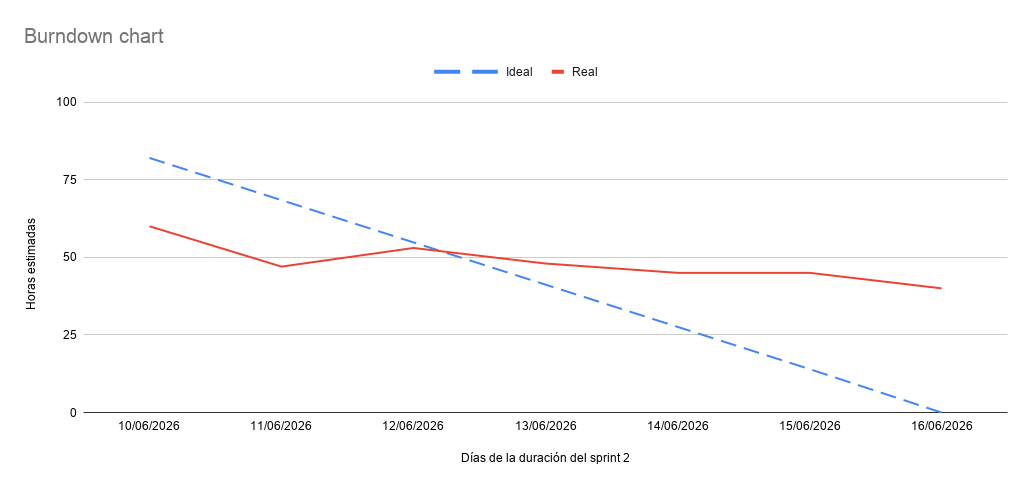 Burndown chart
Ideal
Real
100
75
50
25
0
Horas estimadas
10/06/2026
11/06/2026
12/06/2026
13/06/2026
14/06/2026
15/06/2026
16/06/2026
Días de la duración del sprint 2